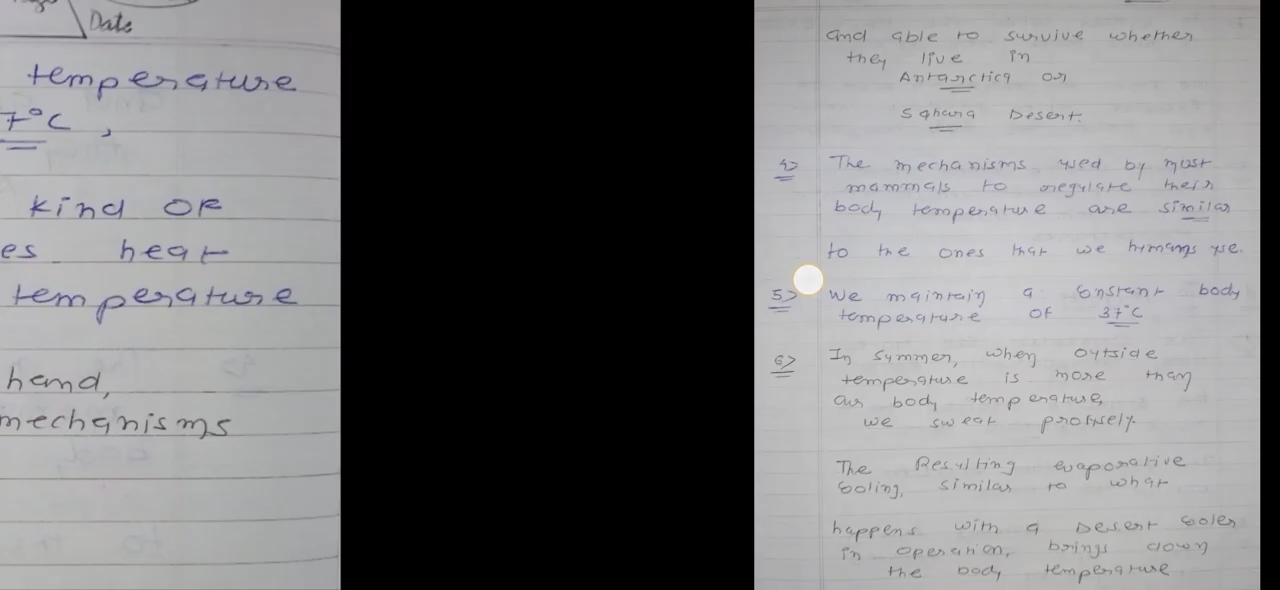 Date
temperature
7°C,
kind of
es heat
temperature
hand,
mechanisms
and able to survive whether
they live in
Antarctica or
Sahara Desert.
4> The mechanisms used by most
mammals to regulate their
body temperature are similar
to the ones that we humans use.
5> We maintain a constant body
temperature of 37°C
6> In summer, when outside
temperature is more than
our body temperature,
we sweat profusely.
The Resulting evaporative
cooling, similar to what
happens with a desert cooler
in operation, brings down
the body temperature